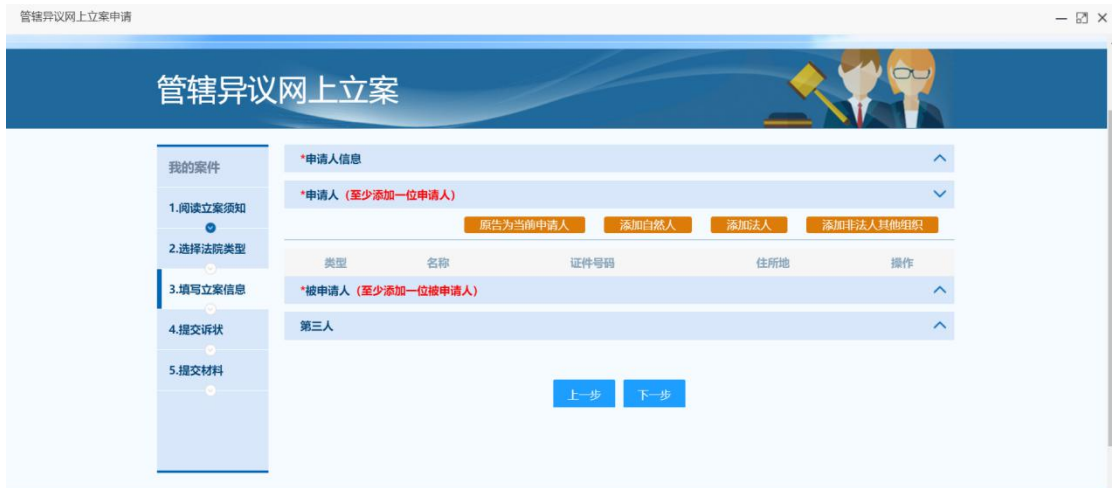 管辖异议网上立案申请
管辖异议网上立案
我的案件
1.阅读立案须知
2.选择法院类型
3.填写立案信息
4.提交诉状
5.提交材料
*申请人信息
*申请人（至少添加一位申请人）
原告为当前申请人 添加自然人 添加法人 添加非法人其他组织
类型 名称 证件号码 住所地 操作
*被申请人（至少添加一位被申请人）
第三人
上一步 下一步